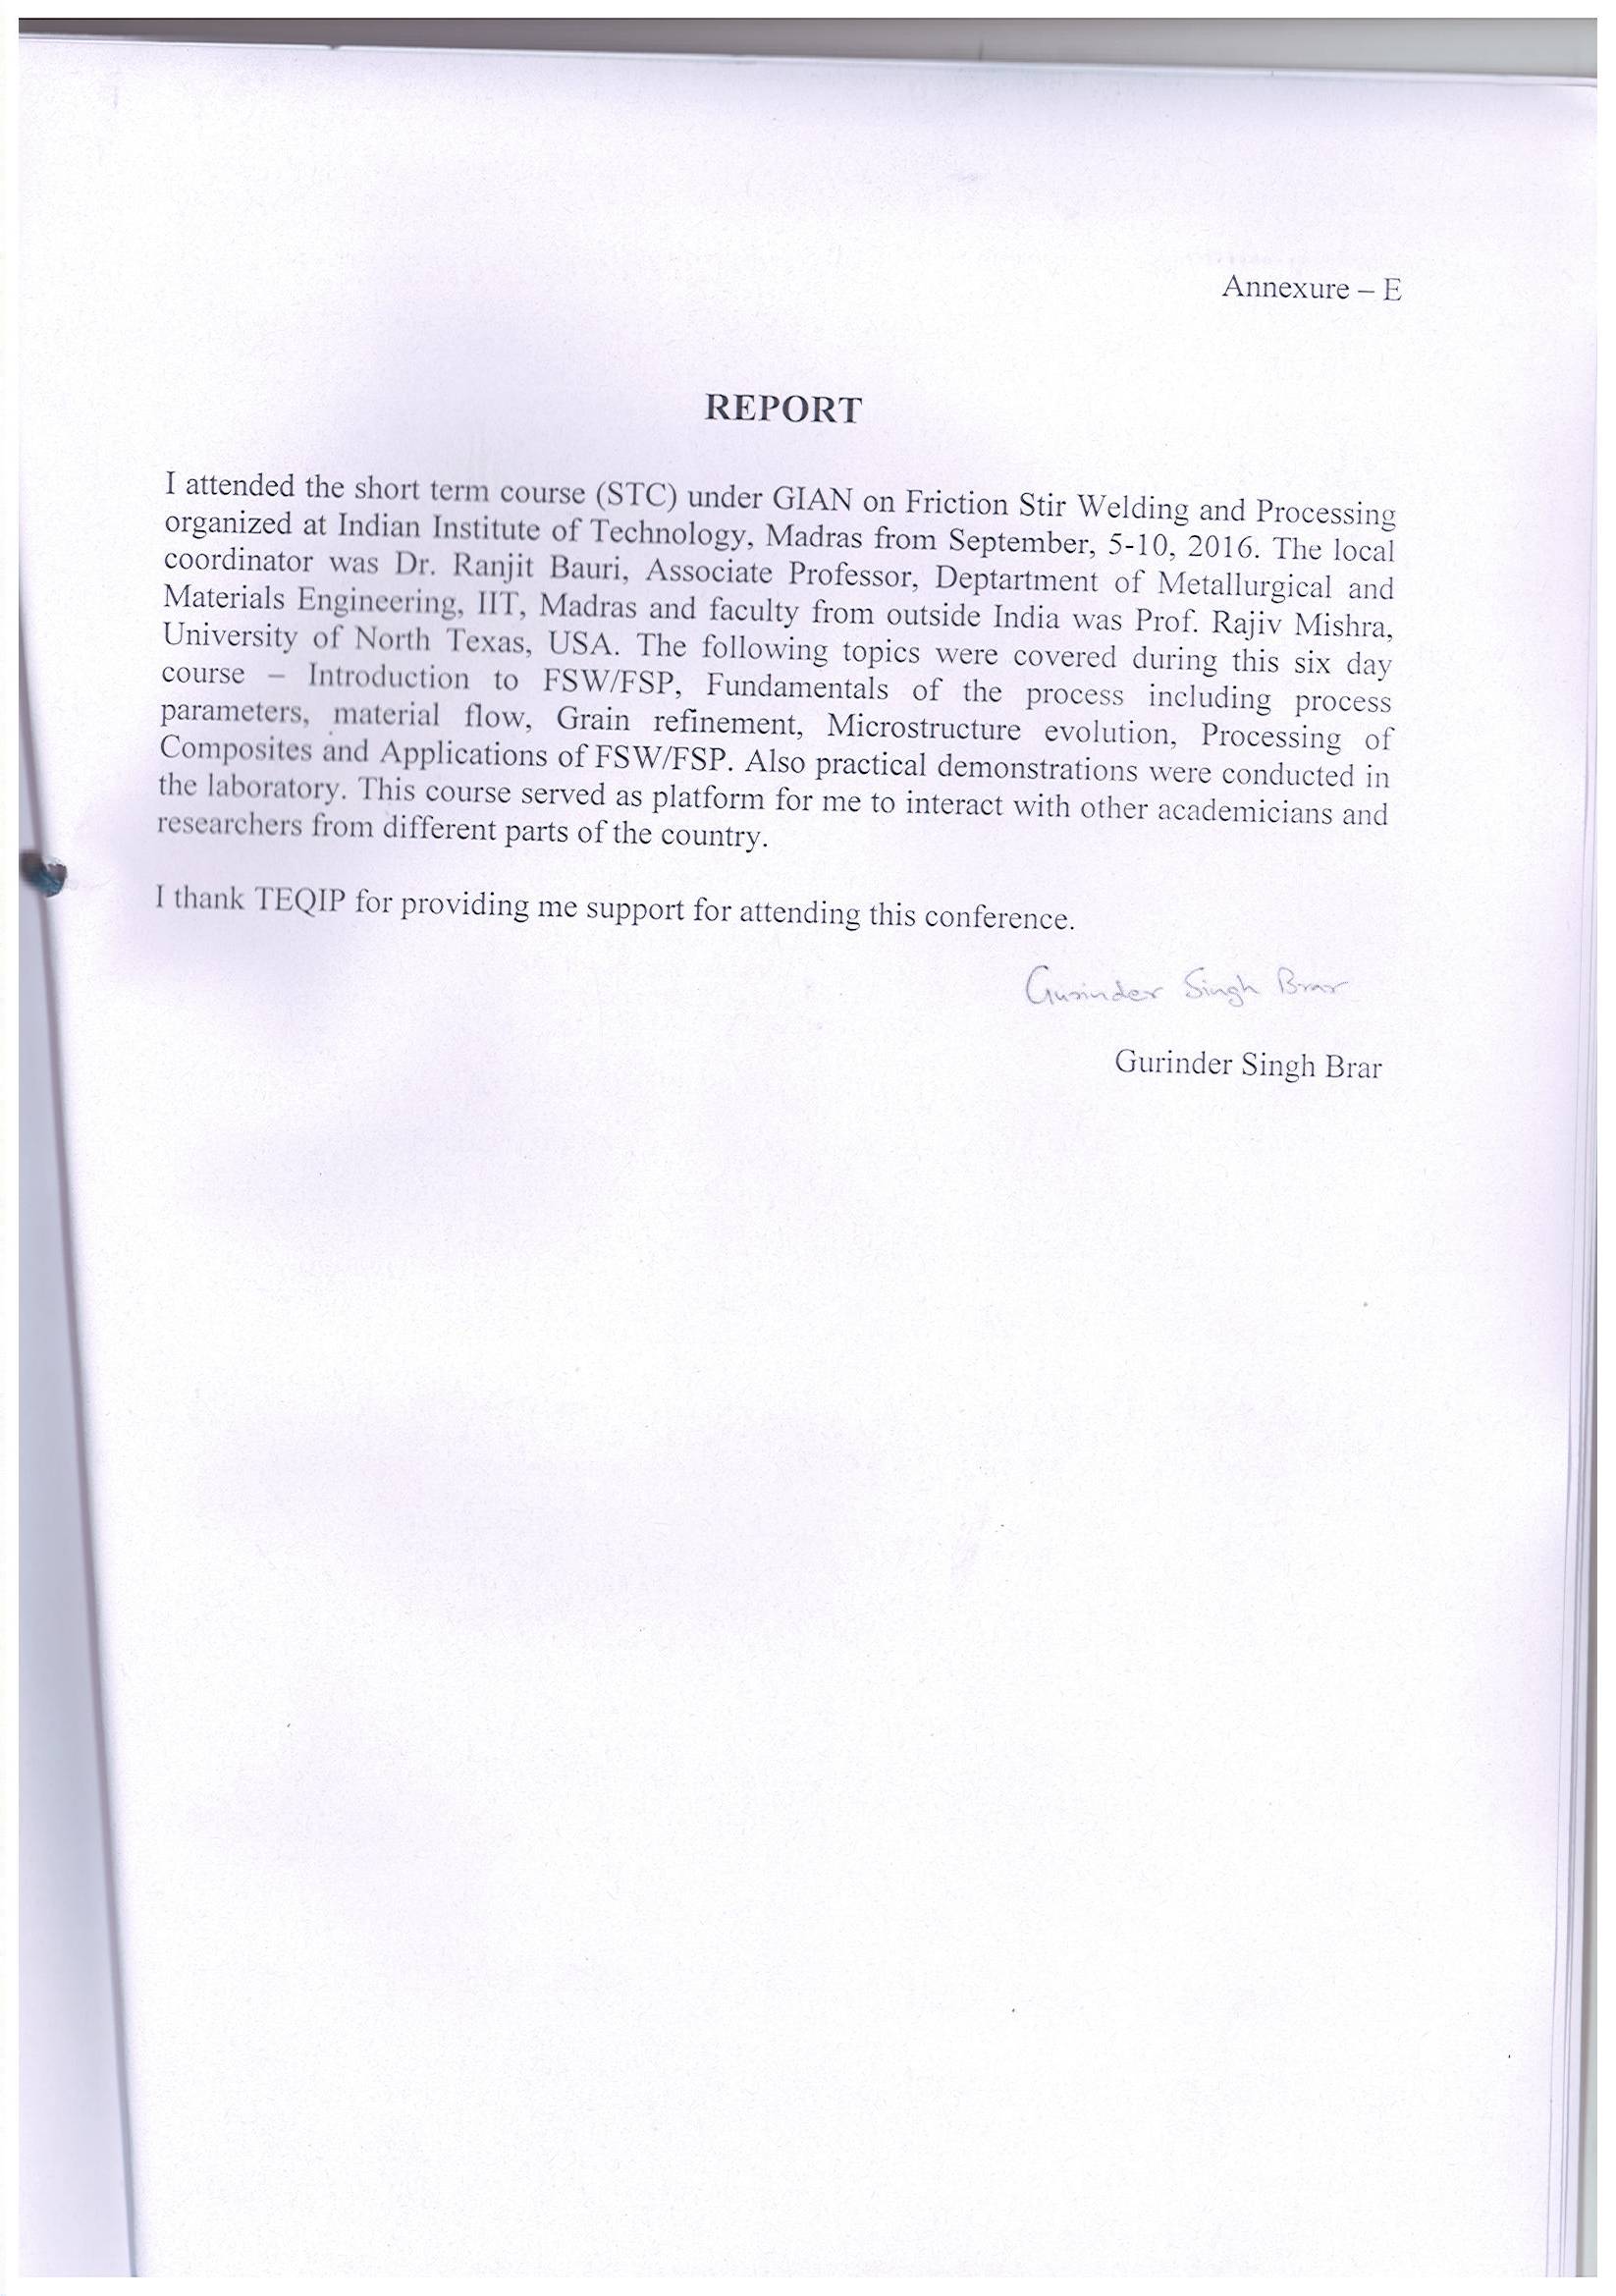 Annexure – E
REPORT
I attended the short term course (STC) under GIAN on Friction Stir Welding and Processing
organized at Indian Institute of Technology, Madras from September, 5-10, 2016. The local
coordinator was Dr. Ranjit Bauri, Associate Professor, Deptartment of Metallurgical and
Materials Engineering, IIT, Madras and faculty from outside India was Prof. Rajiv Mishra,
University of North Texas, USA. The following topics were covered during this six day
course – Introduction to FSW/FSP, Fundamentals of the process including process
parameters, material flow, Grain refinement, Microstructure evolution, Processing of
Composites and Applications of FSW/FSP. Also practical demonstrations were conducted in
the laboratory. This course served as platform for me to interact with other academicians and
researchers from different parts of the country.
I thank TEQIP for providing me support for attending this conference.
Gurinder Singh Brar
Gurinder Singh Brar